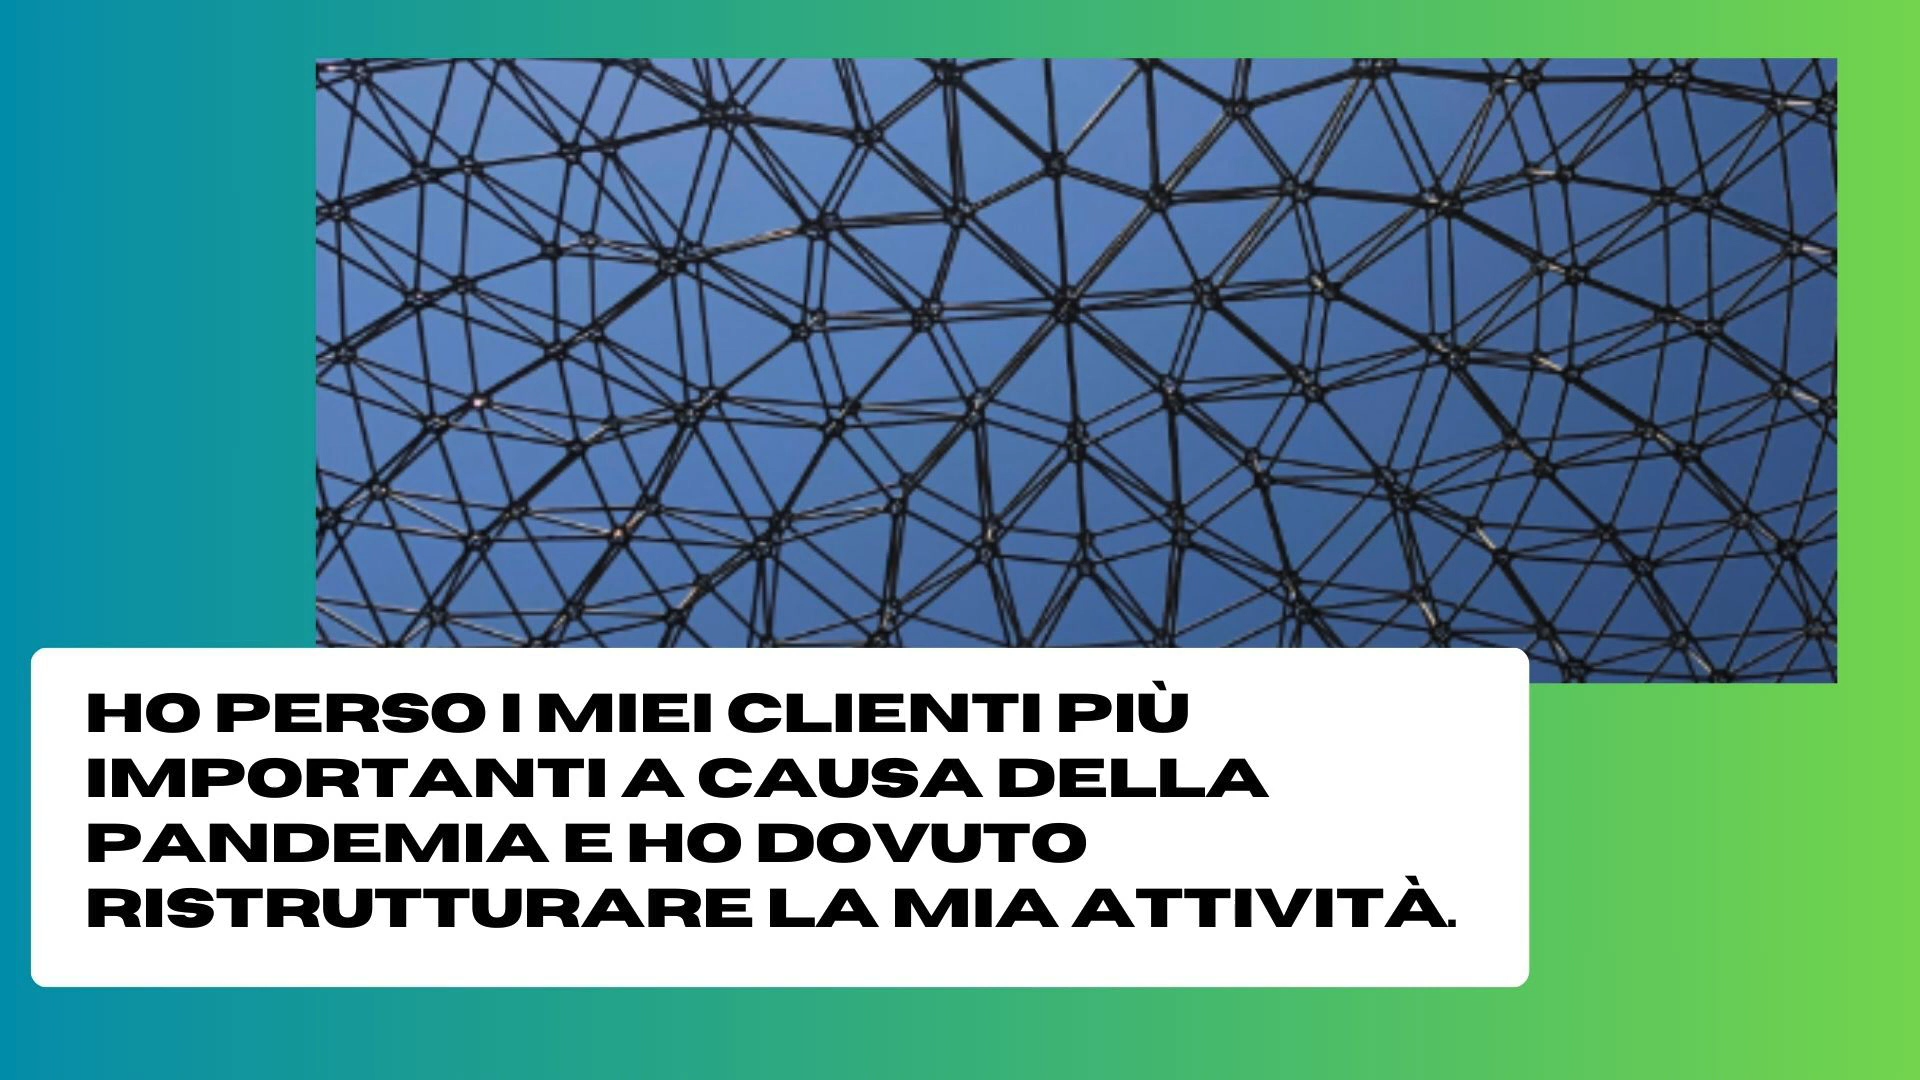 HO PERSO I MIEI CLIENTI PIÙ
IMPORTANTI A CAUSA DELLA
PANDEMIA E HO DOVUTO
RISTRUTTURARE LA MIA ATTIVITÀ.